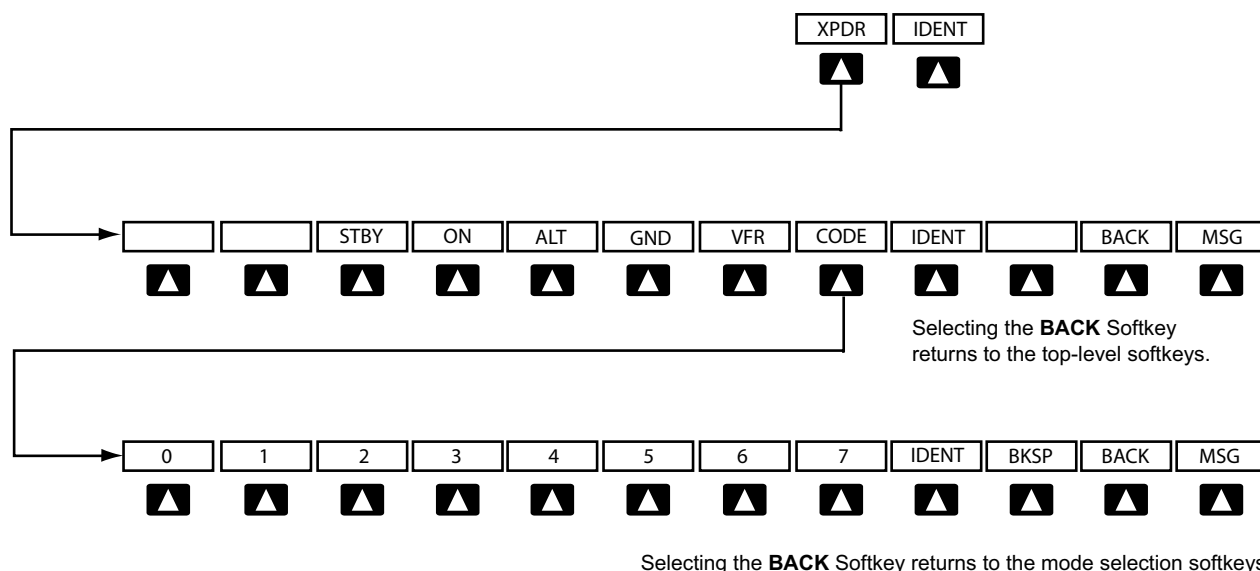 XPDR IDENT
STBY ON ALT GND VFR CODE IDENT BACK MSG
Selecting the BACK Softkey
returns to the top-level softkeys.
0 1 2 3 4 5 6 7 IDENT BKSP BACK MSG
Selecting the BACK Softkey returns to the mode selection softkeys